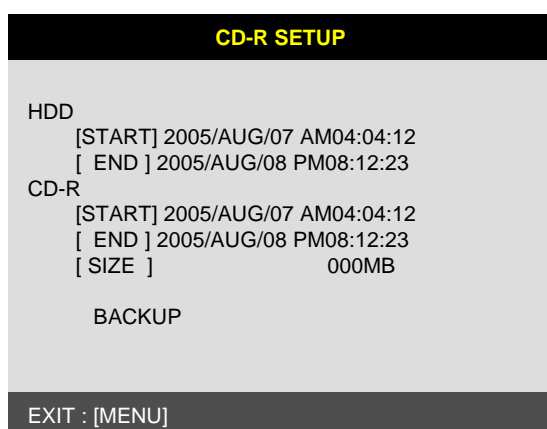 CD-R SETUP
HDD
[START] 2005/AUG/07 AM04:04:12
[ END ] 2005/AUG/08 PM08:12:23
CD-R
[START] 2005/AUG/07 AM04:04:12
[ END ] 2005/AUG/08 PM08:12:23
[ SIZE ] 000MB
BACKUP
EXIT : [MENU]